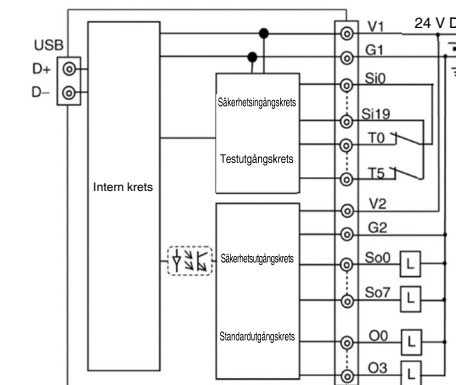 V1
24 V D
USB
G1
D+
Si0
D−
Säkerhetsingångskrets
Si19
T0
Testutgångskrets
T5
Intern krets
V2
G2
Säkerhetsutgångskrets
So0
L
So7
L
Standardutgångskrets
O0
L
O3
L